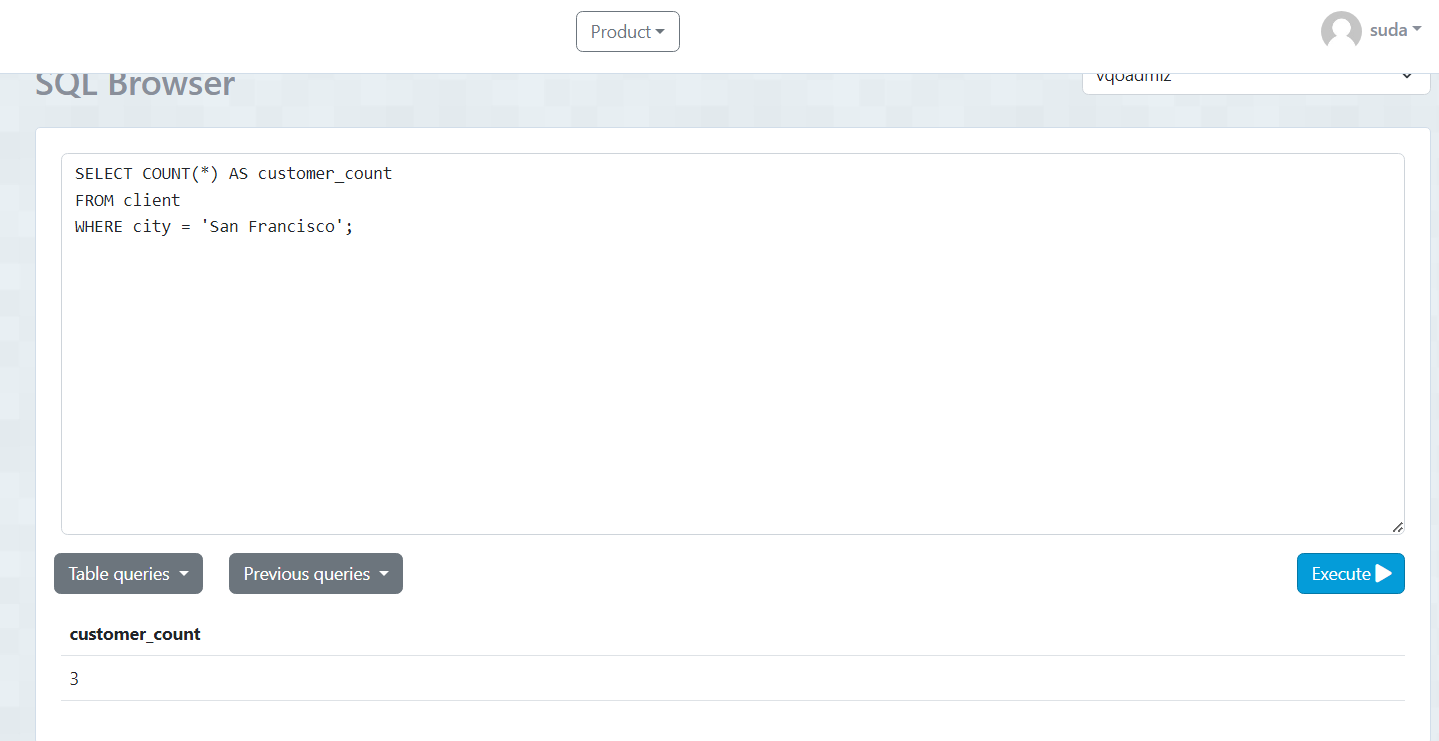 Product
suda
SQL Browser
vqoadmlz
SELECT COUNT(*) AS customer_count
FROM client
WHERE city = 'San Francisco';
Table queries
Previous queries
Execute
customer_count
3